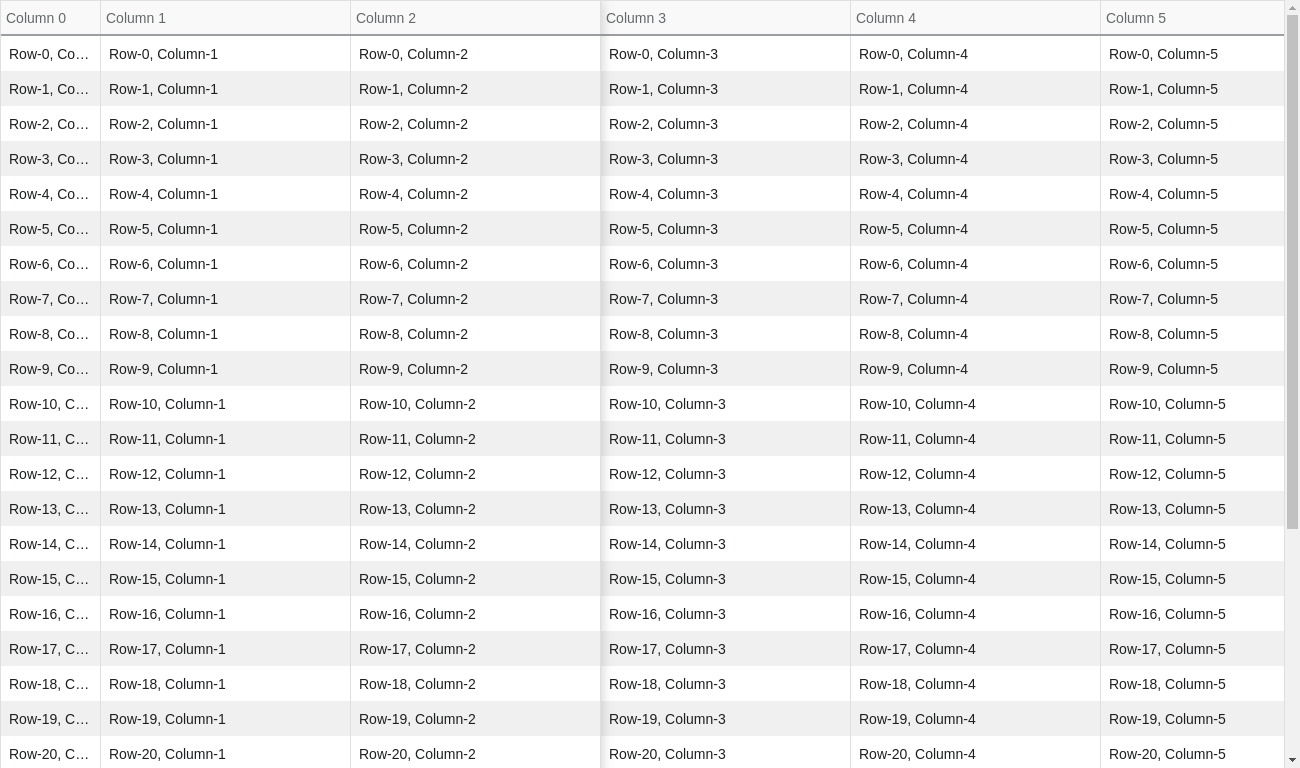 Column 0 Column 1 Column 2 Column 3 Column 4 Column 5
Row-0, Co… Row-0, Column-1 Row-0, Column-2 Row-0, Column-3 Row-0, Column-4 Row-0, Column-5
Row-1, Co… Row-1, Column-1 Row-1, Column-2 Row-1, Column-3 Row-1, Column-4 Row-1, Column-5
Row-2, Co… Row-2, Column-1 Row-2, Column-2 Row-2, Column-3 Row-2, Column-4 Row-2, Column-5
Row-3, Co… Row-3, Column-1 Row-3, Column-2 Row-3, Column-3 Row-3, Column-4 Row-3, Column-5
Row-4, Co… Row-4, Column-1 Row-4, Column-2 Row-4, Column-3 Row-4, Column-4 Row-4, Column-5
Row-5, Co… Row-5, Column-1 Row-5, Column-2 Row-5, Column-3 Row-5, Column-4 Row-5, Column-5
Row-6, Co… Row-6, Column-1 Row-6, Column-2 Row-6, Column-3 Row-6, Column-4 Row-6, Column-5
Row-7, Co… Row-7, Column-1 Row-7, Column-2 Row-7, Column-3 Row-7, Column-4 Row-7, Column-5
Row-8, Co… Row-8, Column-1 Row-8, Column-2 Row-8, Column-3 Row-8, Column-4 Row-8, Column-5
Row-9, Co… Row-9, Column-1 Row-9, Column-2 Row-9, Column-3 Row-9, Column-4 Row-9, Column-5
Row-10, C… Row-10, Column-1 Row-10, Column-2 Row-10, Column-3 Row-10, Column-4 Row-10, Column-5
Row-11, C… Row-11, Column-1 Row-11, Column-2 Row-11, Column-3 Row-11, Column-4 Row-11, Column-5
Row-12, C… Row-12, Column-1 Row-12, Column-2 Row-12, Column-3 Row-12, Column-4 Row-12, Column-5
Row-13, C… Row-13, Column-1 Row-13, Column-2 Row-13, Column-3 Row-13, Column-4 Row-13, Column-5
Row-14, C… Row-14, Column-1 Row-14, Column-2 Row-14, Column-3 Row-14, Column-4 Row-14, Column-5
Row-15, C… Row-15, Column-1 Row-15, Column-2 Row-15, Column-3 Row-15, Column-4 Row-15, Column-5
Row-16, C… Row-16, Column-1 Row-16, Column-2 Row-16, Column-3 Row-16, Column-4 Row-16, Column-5
Row-17, C… Row-17, Column-1 Row-17, Column-2 Row-17, Column-3 Row-17, Column-4 Row-17, Column-5
Row-18, C… Row-18, Column-1 Row-18, Column-2 Row-18, Column-3 Row-18, Column-4 Row-18, Column-5
Row-19, C… Row-19, Column-1 Row-19, Column-2 Row-19, Column-3 Row-19, Column-4 Row-19, Column-5
Row-20, C… Row-20, Column-1 Row-20, Column-2 Row-20, Column-3 Row-20, Column-4 Row-20, Column-5